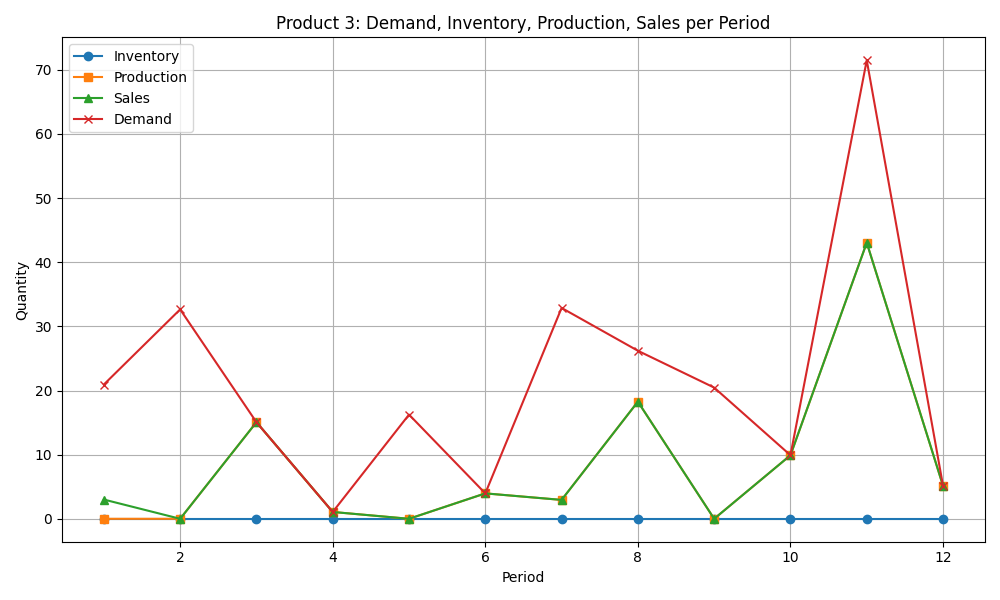 Product 3: Demand, Inventory, Production, Sales per Period
Inventory
Production
Sales
Demand
70
60
50
40
30
20
10
0
Quantity
2 4 6 8 10 12
Period